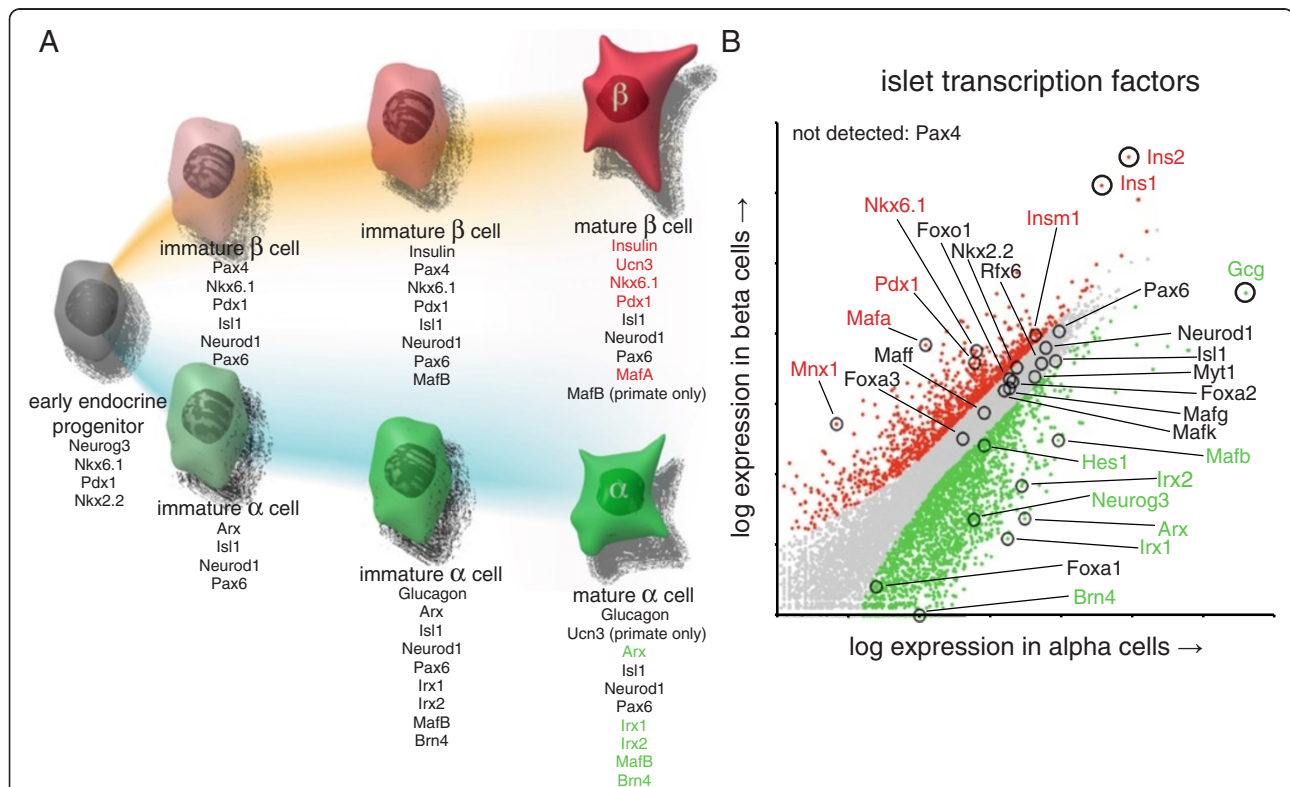 A
β
immature β cell
Pax4
Nkx6.1
Pdx1
Isl1
Neurod1
Pax6
immature β cell
Insulin
Pax4
Nkx6.1
Pdx1
Isl1
Neurod1
Pax6
MafB
mature β cell
Insulin
Ucn3
Nkx6.1
Pdx1
Isl1
Neurod1
Pax6
MafA
MafB (primate only)
early endocrine
progenitor
Neurog3
Nkx6.1
Pdx1
Nkx2.2
immature α cell
Arx
Isl1
Neurod1
Pax6
immature α cell
Glucagon
Arx
Isl1
Neurod1
Pax6
Irx1
Irx2
MafB
Brn4
α
mature α cell
Glucagon
Ucn3 (primate only)
Arx
Isl1
Neurod1
Pax6
Irx1
Irx2
MafB
Brn4
B
islet transcription factors
not detected: Pax4
Ins2
Ins1
Nkx6.1
Foxo1
Insm1
Nkx2.2
Rfx6
Gcg
Pdx1
Pax6
Mafa
Neurod1
Maff
Isl1
Mnx1
Myt1
Foxa3
Foxa2
Mafg
Mafk
Hes1
Mafb
Irx2
Neurog3
Arx
Irx1
Foxa1
Brn4
log expression in beta cells →
log expression in alpha cells →